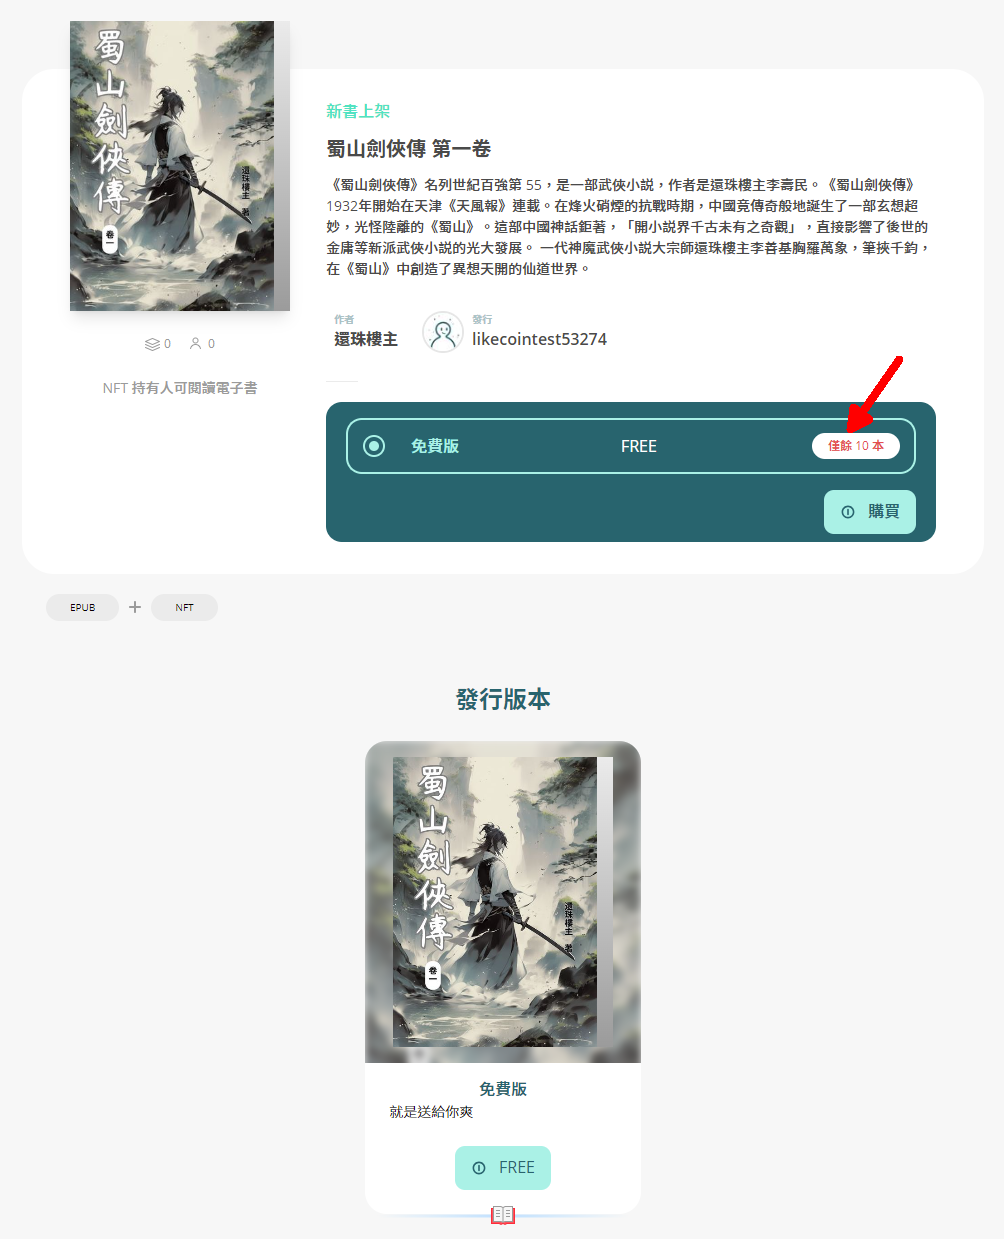 蜀山劍俠傳
卷一
還珠樓主 著
0 0
NFT 持有人可閱讀電子書
新書上架
蜀山劍俠傳 第一卷
《蜀山劍俠傳》名列世紀百強第 55，是一部武俠小説，作者是還珠樓主李壽民。《蜀山劍俠傳》
1932年開始在天津《天風報》連載。在烽火硝煙的抗戰時期，中國竟傳奇般地誕生了一部玄想超
妙，光怪陸離的《蜀山》。這部中國神話鉅著，「開小説界千古未有之奇觀」，直接影響了後世的
金庸等新派武俠小説的光大發展。 一代神魔武俠小説大宗師還珠樓主李善基胸羅萬象，筆挾千鈞，
在《蜀山》中創造了異想天開的仙道世界。
作者
還珠樓主
發行
likecointest53274
免費版 FREE 僅餘 10 本
購買
EPUB + NFT
發行版本
蜀山劍俠傳
卷一
還珠樓主 著
免費版
就是送給你爽
FREE